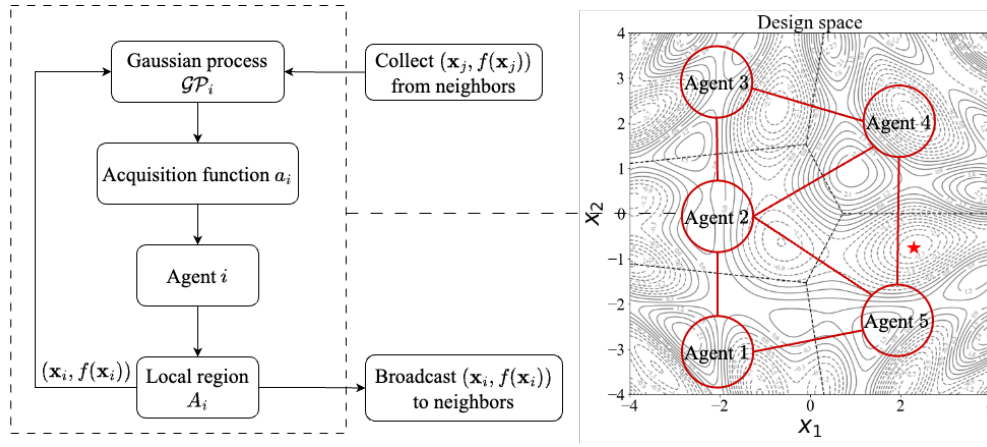 Gaussian process
𝒢𝒫ᵢ
Collect (𝐱ⱼ, f(𝐱ⱼ))
from neighbors
Acquisition function aᵢ
Agent i
(𝐱ᵢ, f(𝐱ᵢ))
Local region
Aᵢ
Broadcast (𝐱ᵢ, f(𝐱ᵢ))
to neighbors
Design space
4
3
2
1
0
−1
−2
−3
−4
x₂
Agent 3
Agent 4
Agent 2
Agent 5
Agent 1
−4
−2
0
2
4
x₁